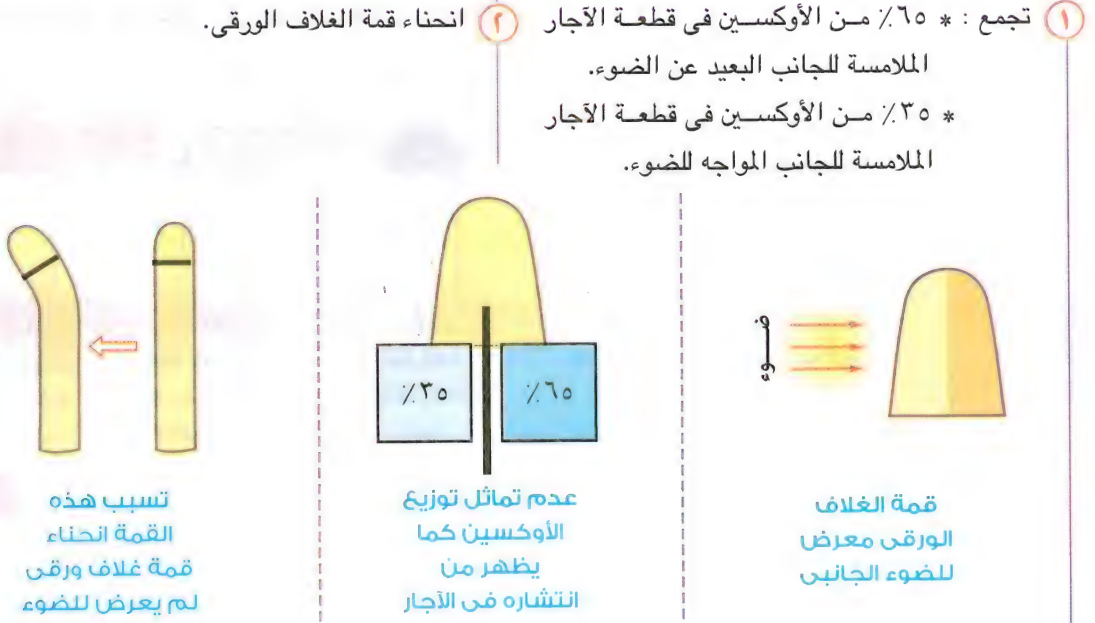 ١ تجمع : * ٦٥٪ من الأوكسين فى قطعة الآجار
الملامسة للجانب البعيد عن الضوء.
* ٣٥٪ من الأوكسين فى قطعة الآجار
الملامسة للجانب المواجه للضوء.
٢ انحناء قمة الغلاف الورقى.
ضوء
قمة الغلاف
الورقى معرض
للضوء الجانبى
٦٥٪
٣٥٪
عدم تماثل توزيع
الأوكسين كما
يظهر من
انتشاره فى الآجار
تسبب هذه
القمة انحناء
قمة غلاف ورقى
لم يعرض للضوء